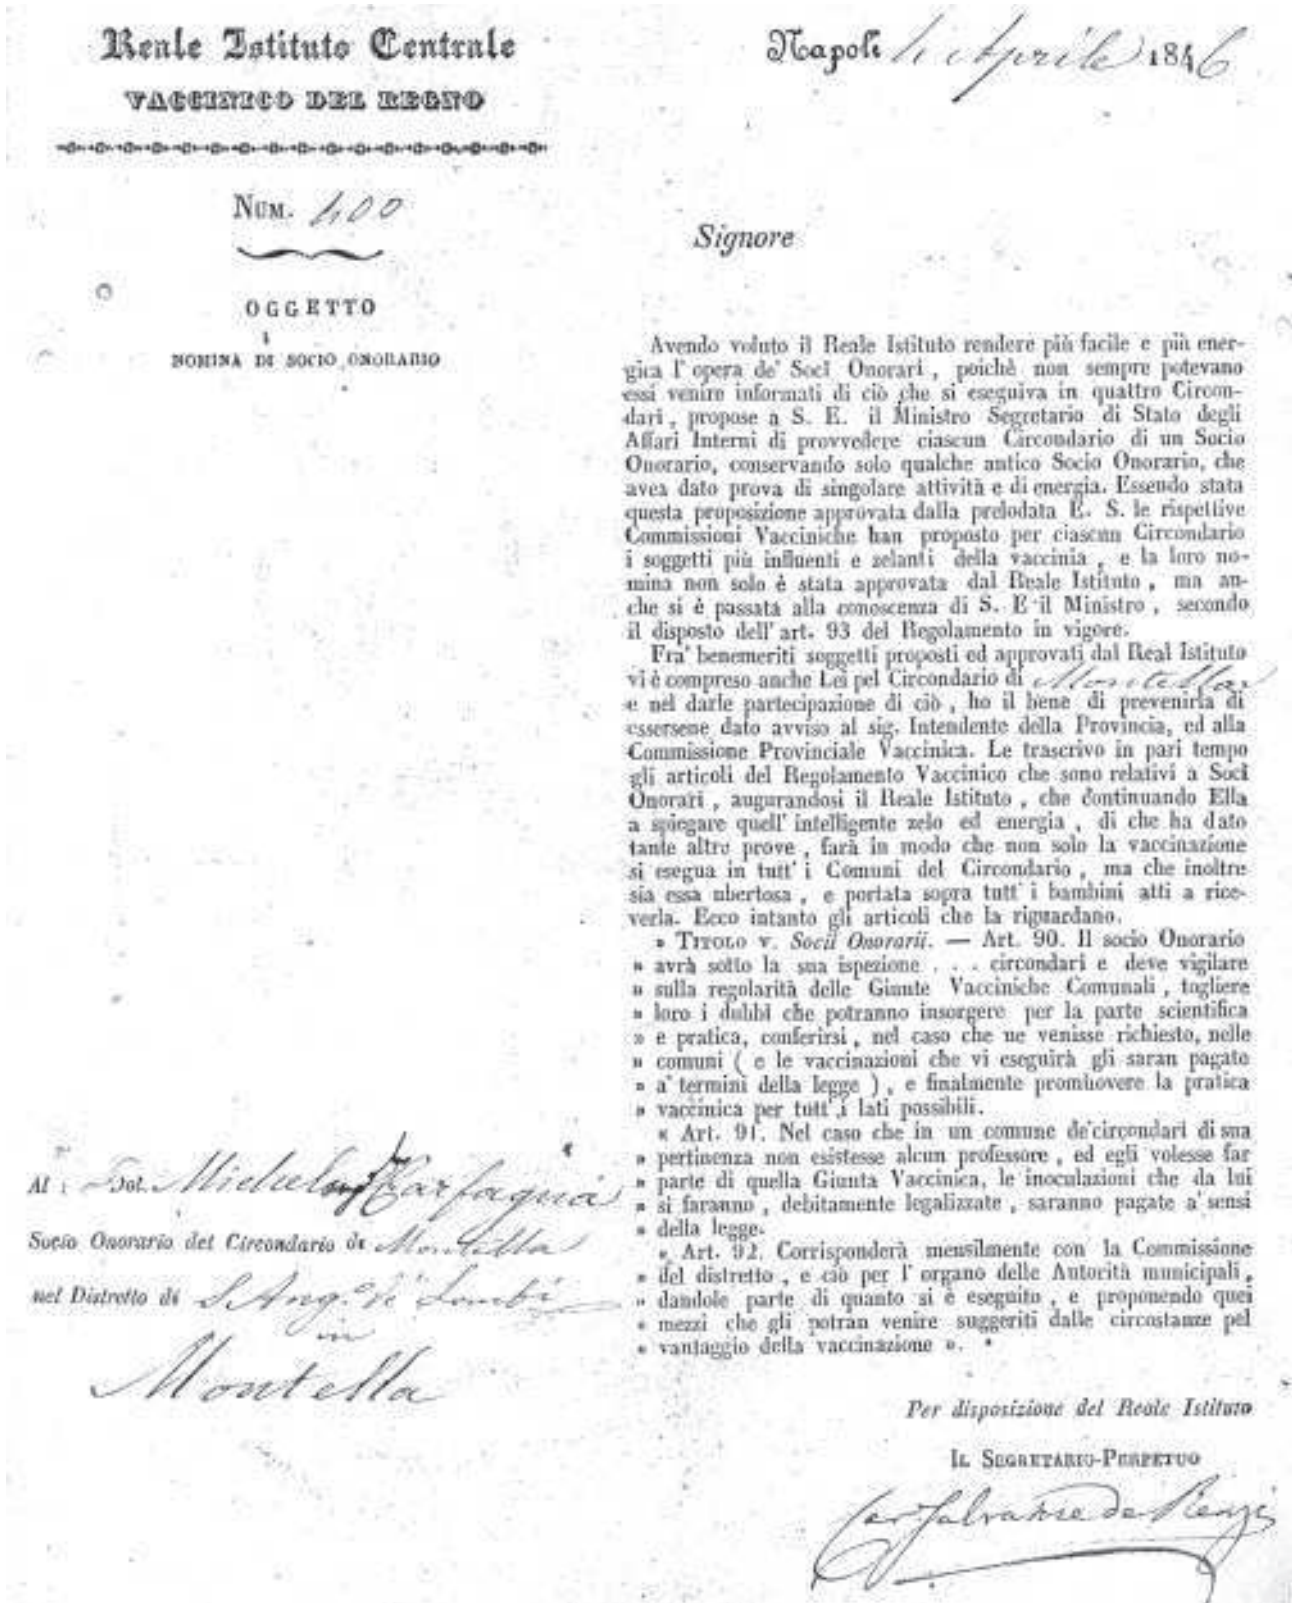 Reale Istituto Centrale
VACCINICO DEL REGNO
Napoli 4 Aprile 1846
NUM. 400
OGGETTO
NOMINA DI SOCIO ONORARIO
Signore
Avendo voluto il Reale Istituto rendere più facile e più ener-
gica l'opera de' Soci Onorari, poichè non sempre potevano
essi venire informati di ciò che si eseguiva in quattro Circon-
dari, propose a S. E. il Ministro Segretario di Stato degli
Affari Interni di provvedere ciascun Circondario di un Socio
Onorario, conservando solo qualche antico Socio Onorario, che
avea dato prova di singolare attività e di energia. Essendo stata
questa proposizione approvata dalla prelodata E. S. le rispettive
Commissioni Vacciniche han proposto per ciascun Circondario
i soggetti più influenti e zelanti della vaccinia, e la loro no-
mina non solo è stata approvata dal Reale Istituto, ma an-
che si è passata alla conoscenza di S. E il Ministro, secondo
il disposto dell'art. 93 del Regolamento in vigore.
Fra' benemeriti soggetti proposti ed approvati dal Real Istituto
vi è compreso anche Lei pel Circondario di Montella
e nel darle partecipazione di ciò, ho il bene di prevenirla di
essersene dato avviso al sig. Intendente della Provincia, ed alla
Commissione Provinciale Vaccinica. Le trascrivo in pari tempo
gli articoli del Regolamento Vaccinico che sono relativi a Soci
Onorari, augurandosi il Reale Istituto, che continuando Ella
a spiegare quell'intelligente zelo ed energia, di che ha dato
tante altre prove, farà in modo che non solo la vaccinazione
si esegua in tutt'i Comuni del Circondario, ma che inoltre
sia essa ubertosa, e portata sopra tutt'i bambini atti a rice-
verla. Ecco intanto gli articoli che la riguardano.
» TITOLO V. Socii Onorarii. — Art. 90. Il socio Onorario
» avrà sotto la sua ispezione . . . circondari e deve vigilare
» sulla regolarità delle Giunte Vacciniche Comunali, togliere
» loro i dubbi che potranno insorgere per la parte scientifica
» e pratica, conferirsi, nel caso che ne venisse richiesto, nelle
» comuni ( e le vaccinazioni che vi eseguirà gli saran pagate
» a' termini della legge ), e finalmente promuovere la pratica
» vaccinica per tutt'i lati possibili.
« Art. 91. Nel caso che in un comune de'circondari di sua
» pertinenza non esistesse alcun professore, ed egli volesse far
» parte di quella Giunta Vaccinica, le inoculazioni che da lui
» si faranno, debitamente legalizzate, saranno pagate a'sensi
» della legge.
» Art. 92. Corrisponderà mensilmente con la Commissione
» del distretto, e ciò per l'organo delle Autorità municipali,
» dandole parte di quanto si è eseguito, e proponendo quei
» mezzi che gli potran venire suggeriti dalle circostanze pel
» vantaggio della vaccinazione ».
Al Dot. Michelang Carfagna
Socio Onorario del Circondario di Montella
nel Distretto di S Ang.o de' Lombi
in
Montella
Per disposizione del Reale Istituto
IL SEGRETARIO-PERPETUO
Cav Salvatore de Renzi